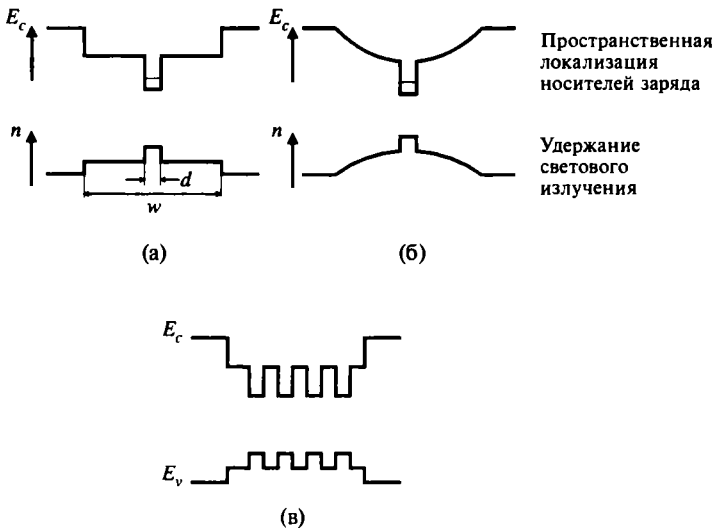 E_c
E_c
Пространственная
локализация
носителей заряда
n
n
Удержание
светового
излучения
d
w
(а)
(б)
E_c
E_v
(в)